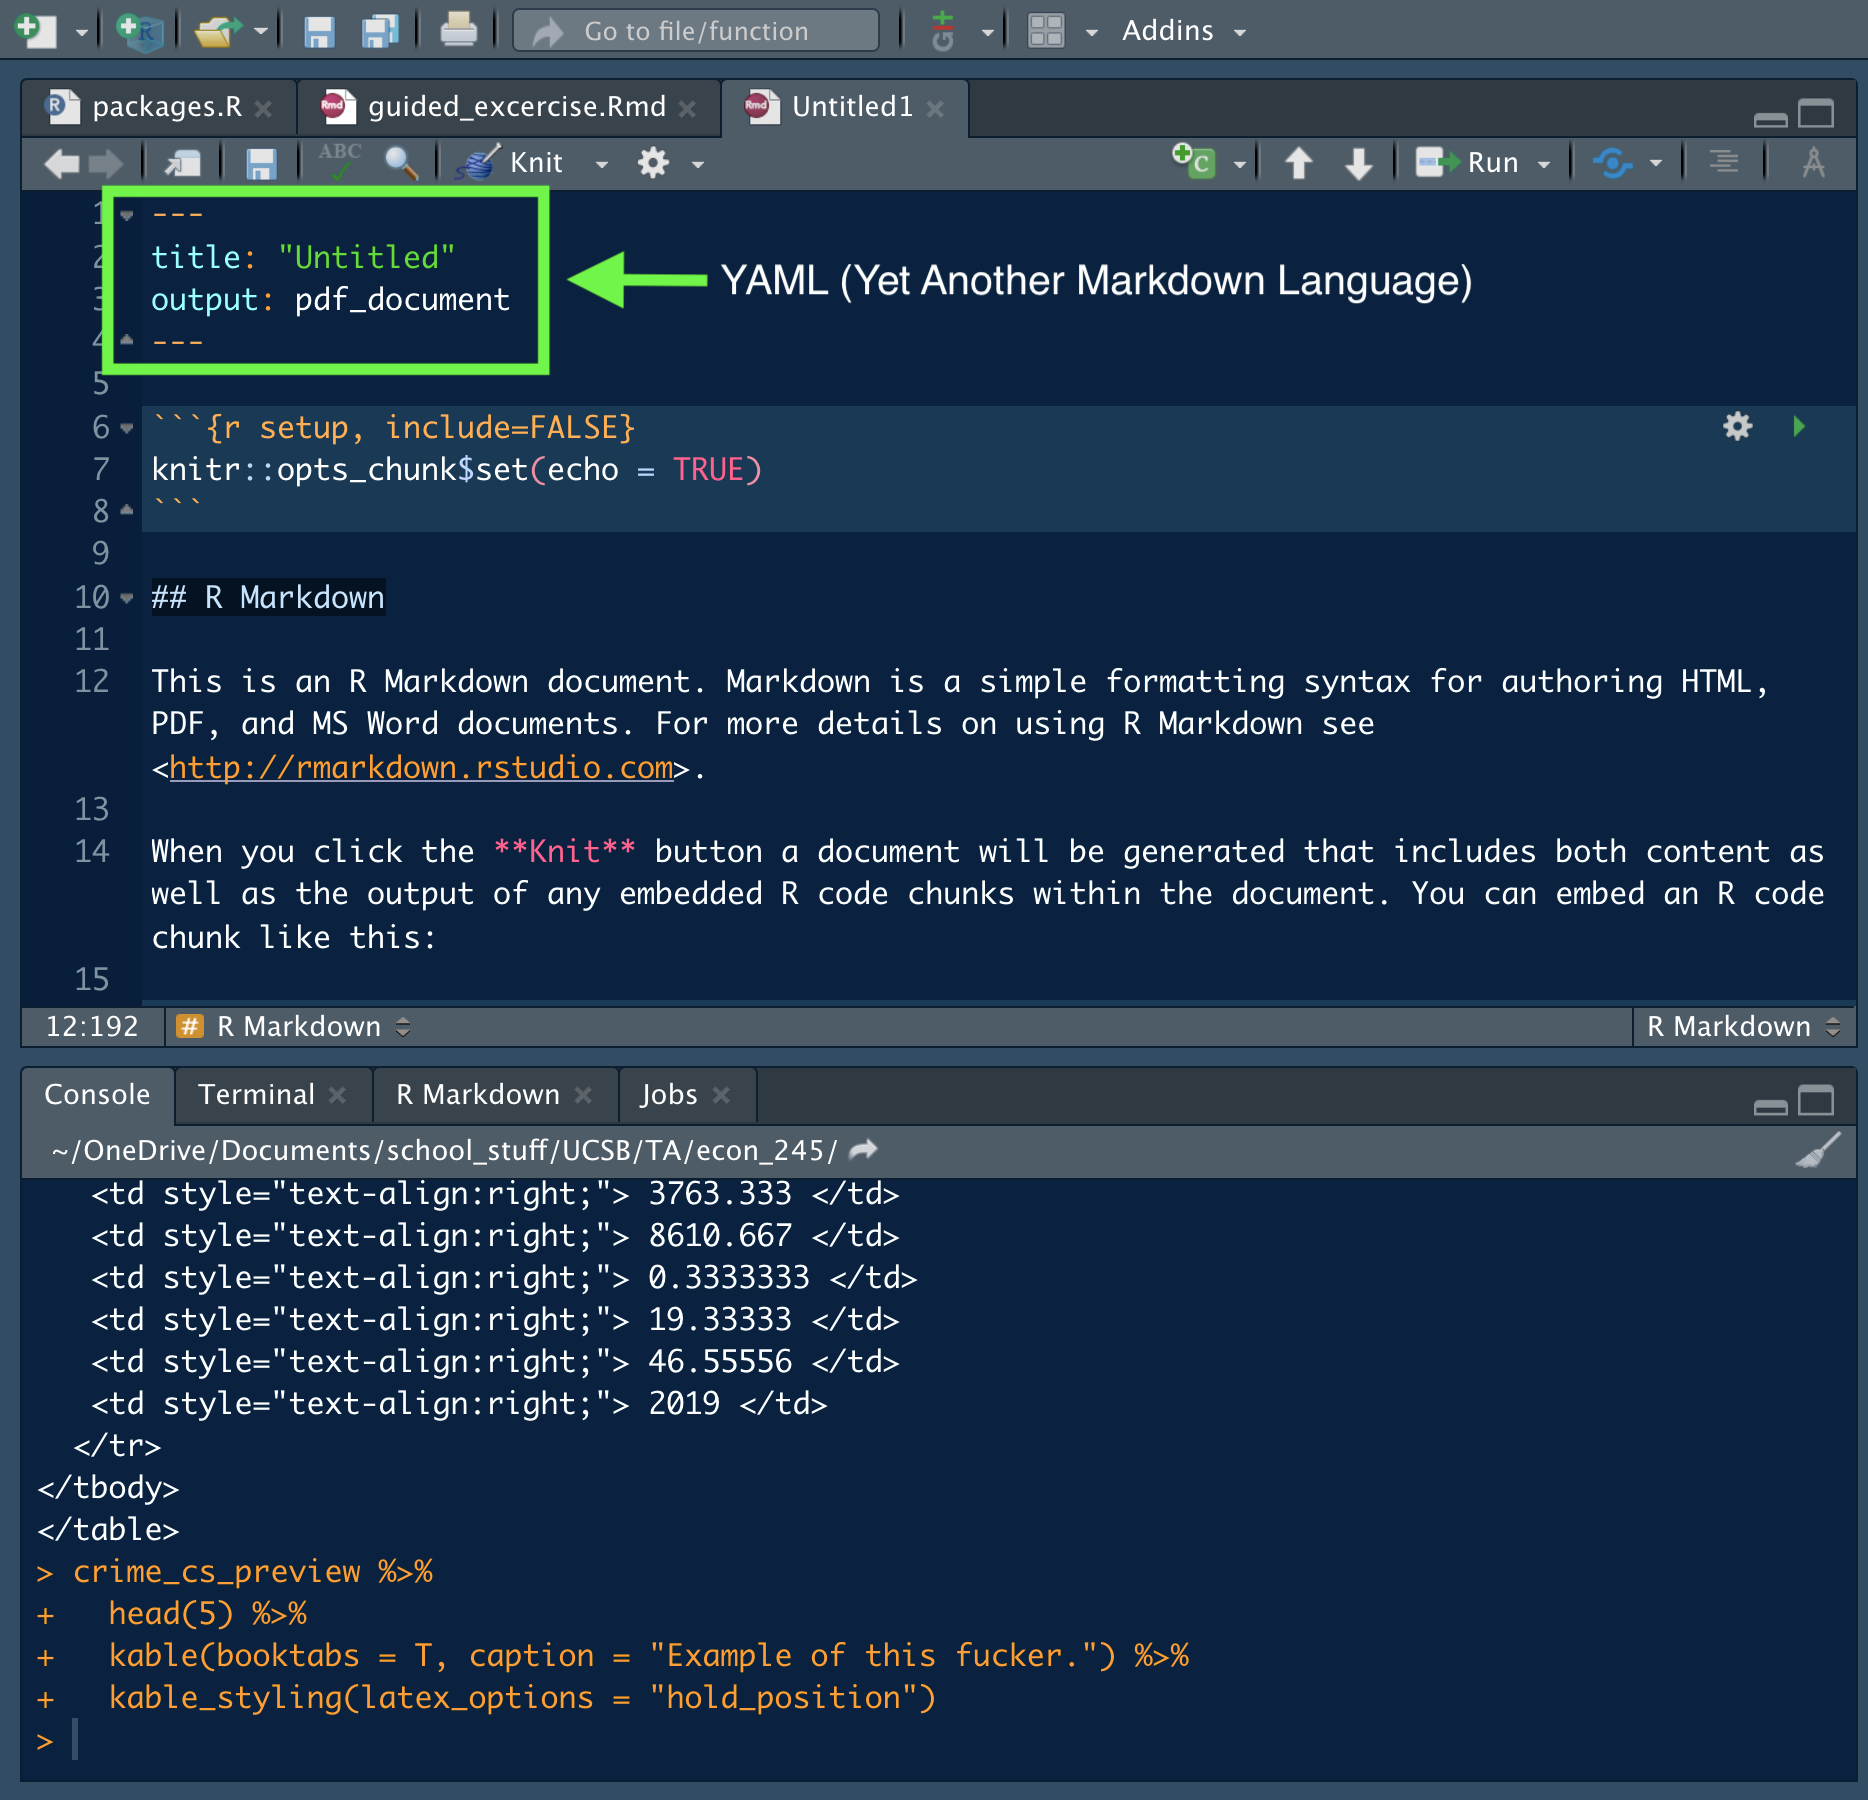 Go to file/function
Git
Addins
packages.R
guided_excercise.Rmd
Untitled1
ABC
Knit
C
Run
1 ---
2 title: "Untitled"
3 output: pdf_document
4 ---
YAML (Yet Another Markdown Language)
5
6 ```{r setup, include=FALSE}
7 knitr::opts_chunk$set(echo = TRUE)
8 ```
9
10 ## R Markdown
11
12 This is an R Markdown document. Markdown is a simple formatting syntax for authoring HTML,
PDF, and MS Word documents. For more details on using R Markdown see
<http://rmarkdown.rstudio.com>.
13
14 When you click the **Knit** button a document will be generated that includes both content as
well as the output of any embedded R code chunks within the document. You can embed an R code
chunk like this:
15
12:192 # R Markdown R Markdown
Console Terminal R Markdown Jobs
~/OneDrive/Documents/school_stuff/UCSB/TA/econ_245/
<td style="text-align:right;"> 3763.333 </td>
<td style="text-align:right;"> 8610.667 </td>
<td style="text-align:right;"> 0.3333333 </td>
<td style="text-align:right;"> 19.33333 </td>
<td style="text-align:right;"> 46.55556 </td>
<td style="text-align:right;"> 2019 </td>
</tr>
</tbody>
</table>
> crime_cs_preview %>%
+ head(5) %>%
+ kable(booktabs = T, caption = "Example of this fucker.") %>%
+ kable_styling(latex_options = "hold_position")
>